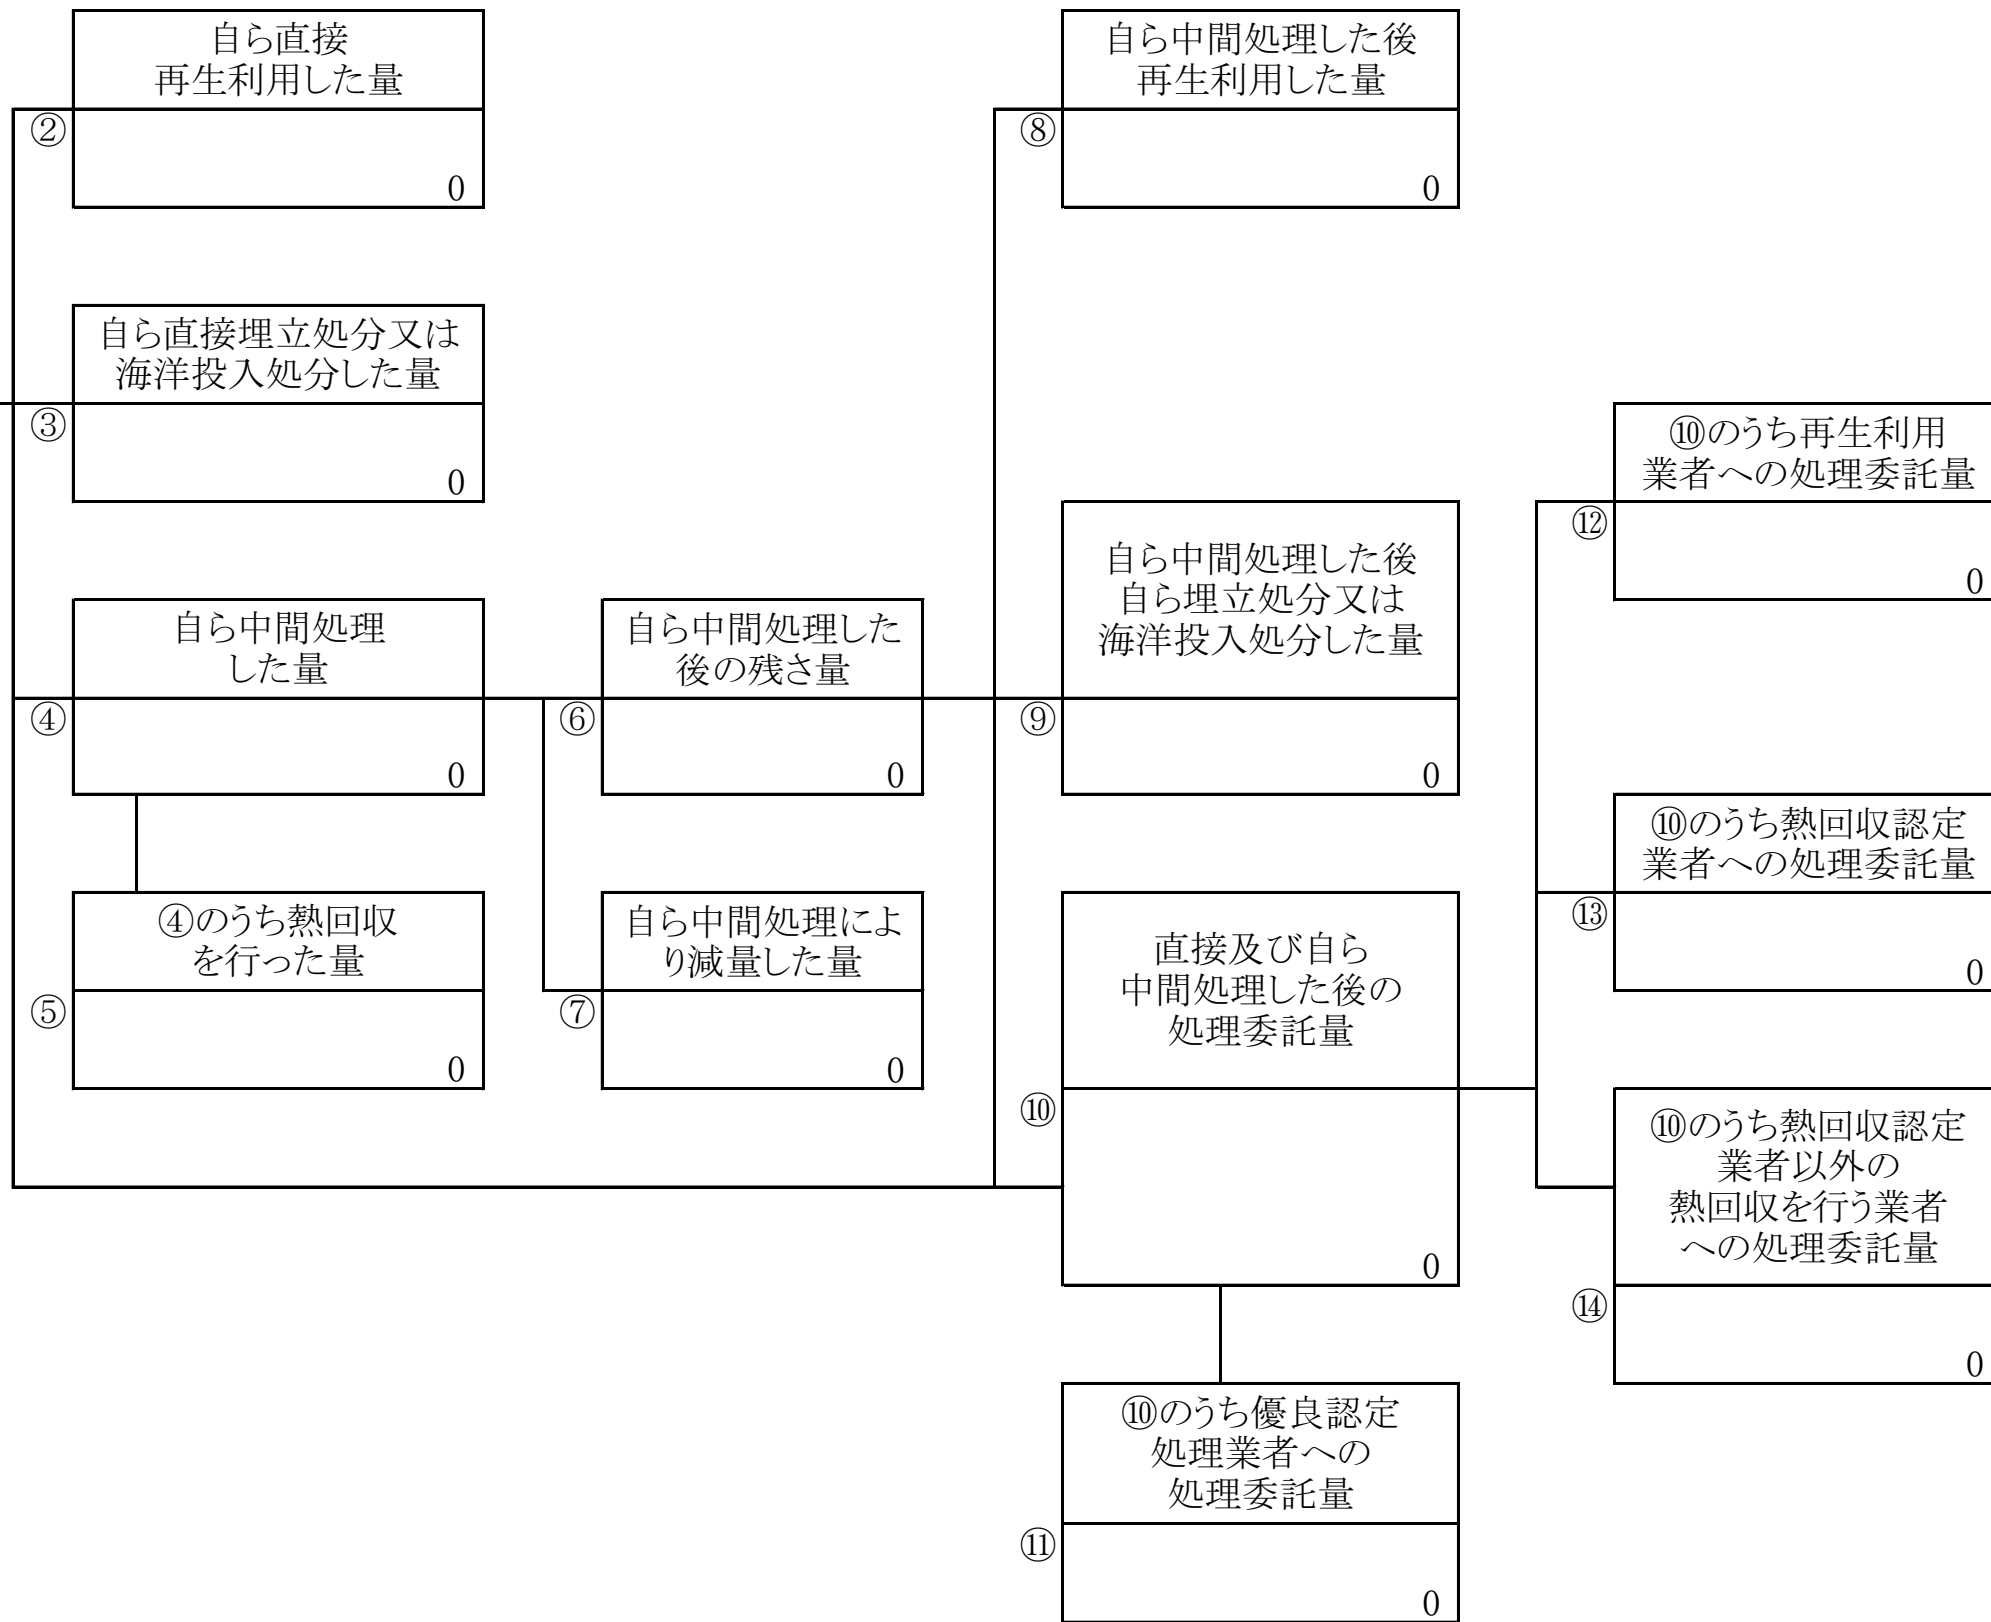 自ら直接
再生利用した量
②
0
自ら中間処理した後
再生利用した量
⑧
0
自ら直接埋立処分又は
海洋投入処分した量
③
0
⑩のうち再生利用
業者への処理委託量
⑫
0
自ら中間処理した後
自ら埋立処分又は
海洋投入処分した量
⑨
0
自ら中間処理
した量
④
0
自ら中間処理した
後の残さ量
⑥
0
⑩のうち熱回収認定
業者への処理委託量
⑬
0
④のうち熱回収
を行った量
⑤
0
自ら中間処理によ
り減量した量
⑦
0
直接及び自ら
中間処理した後の
処理委託量
⑩
0
⑩のうち熱回収認定
業者以外の
熱回収を行う業者
への処理委託量
⑭
0
⑩のうち優良認定
処理業者への
処理委託量
⑪
0